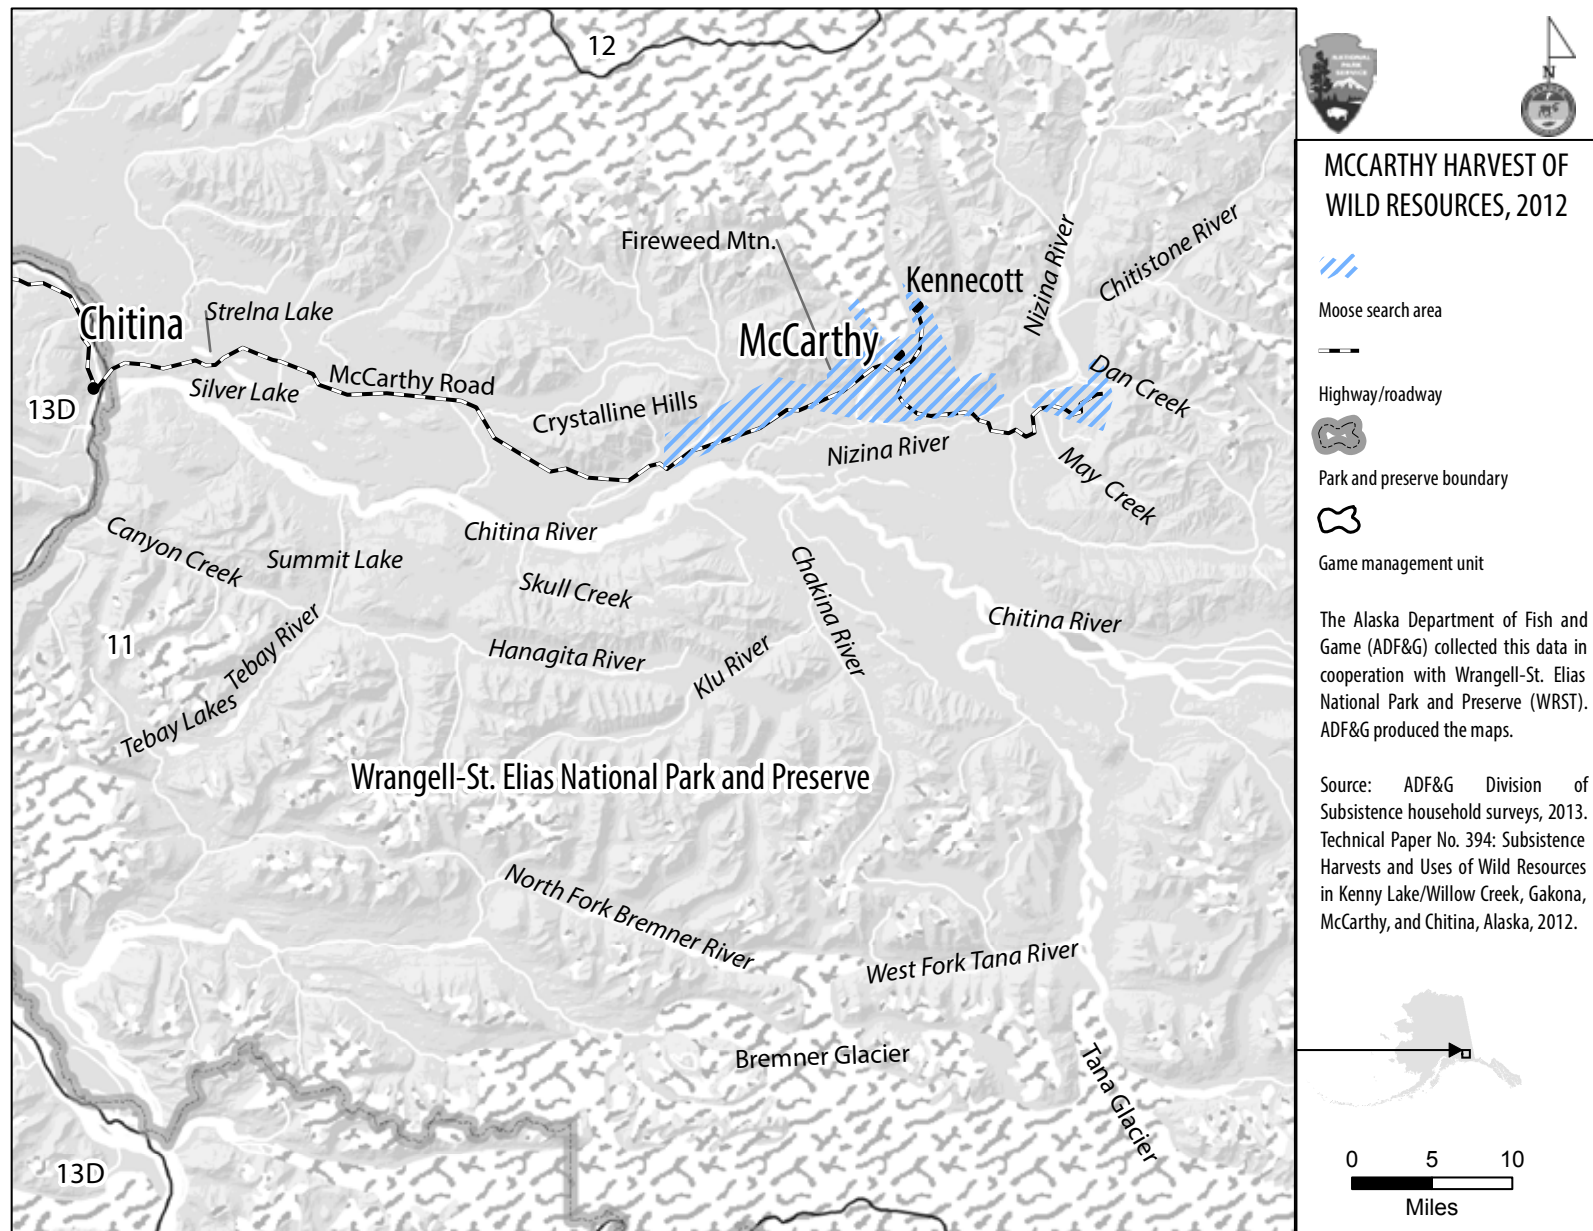 12
Fireweed Mtn.
Kennecott
Nizina River
Chitistone River
Strelna Lake
Chitina
McCarthy
McCarthy Road
Silver Lake
13D
Dan Creek
Crystalline Hills
Nizina River
May Creek
Canyon Creek
Summit Lake
Chitina River
Skull Creek
Chakina River
Chitina River
11
Tebay River
Hanagita River
Klu River
Tebay Lakes
Wrangell-St. Elias National Park and Preserve
North Fork Bremner River
West Fork Tana River
Bremner Glacier
Tana Glacier
13D
NATIONAL
PARK
SERVICE
N
MCCARTHY HARVEST OF
WILD RESOURCES, 2012
Moose search area
Highway/roadway
Park and preserve boundary
Game management unit
The Alaska Department of Fish and
Game (ADF&G) collected this data in
cooperation with Wrangell-St. Elias
National Park and Preserve (WRST).
ADF&G produced the maps.
Source: ADF&G Division of
Subsistence household surveys, 2013.
Technical Paper No. 394: Subsistence
Harvests and Uses of Wild Resources
in Kenny Lake/Willow Creek, Gakona,
McCarthy, and Chitina, Alaska, 2012.
0 5 10
Miles